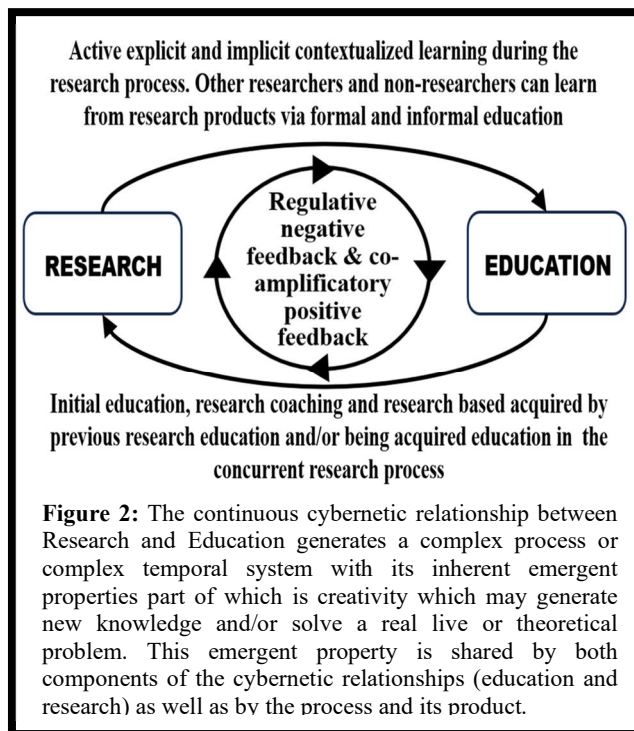 Active explicit and implicit contextualized learning during the
research process. Other researchers and non-researchers can learn
from research products via formal and informal education
Regulative
negative
feedback & co-
amplificatory
positive
feedback
RESEARCH
EDUCATION
Initial education, research coaching and research based acquired by
previous research education and/or being acquired education in the
concurrent research process
Figure 2: The continuous cybernetic relationship between
Research and Education generates a complex process or
complex temporal system with its inherent emergent
properties part of which is creativity which may generate
new knowledge and/or solve a real live or theoretical
problem. This emergent property is shared by both
components of the cybernetic relationships (education and
research) as well as by the process and its product.